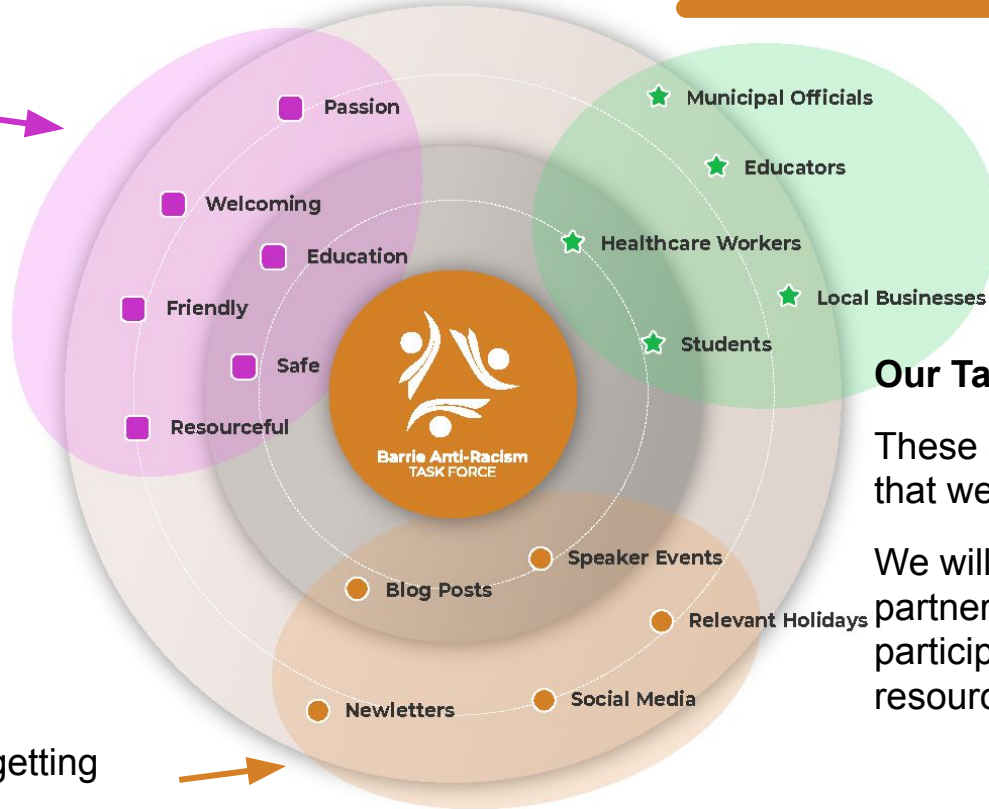 Passion
Welcoming
Education
Friendly
Safe
Resourceful
Municipal Officials
Educators
Healthcare Workers
Local Businesses
Students
Barrie Anti-Racism
TASK FORCE
Speaker Events
Blog Posts
Relevant Holidays
Social Media
Newletters
Our Ta
These
that we
We will
partner
particip
resourc
getting